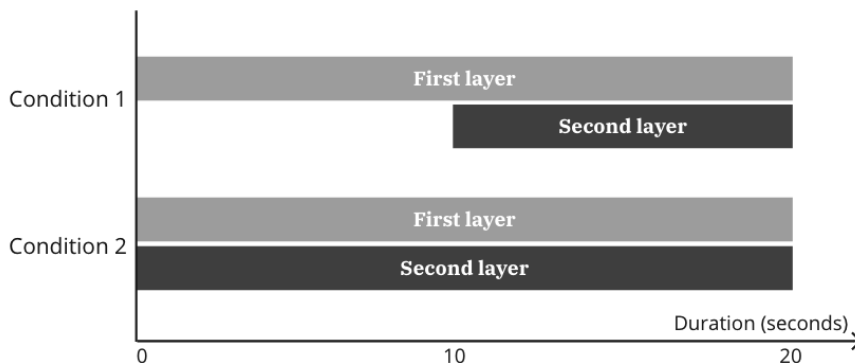 First layer
Condition 1
Second layer
First layer
Condition 2
Second layer
Duration (seconds)
0 10 20